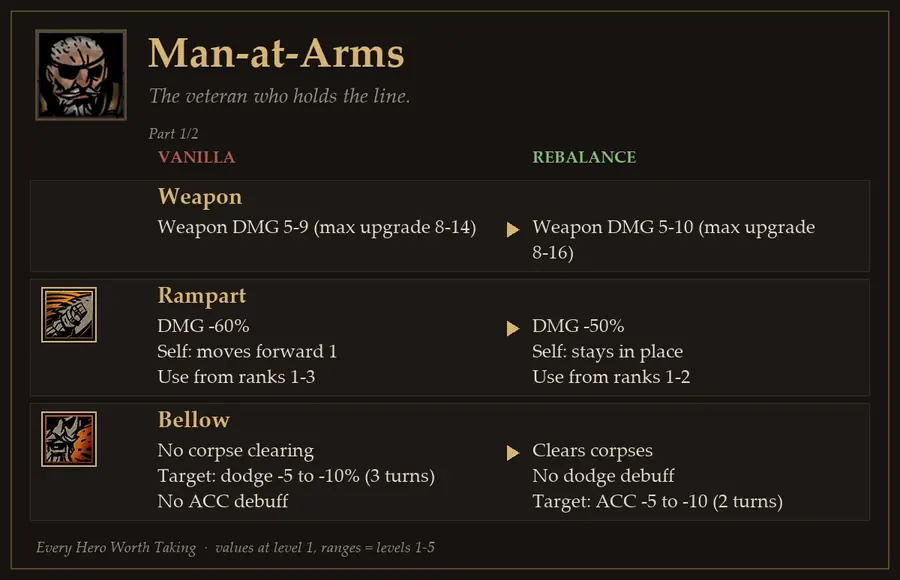 Man-at-Arms
The veteran who holds the line.
Part 1/2
VANILLA
REBALANCE
Weapon
Weapon DMG 5-9 (max upgrade 8-14)
Weapon DMG 5-10 (max upgrade
8-16)
Rampart
DMG -60%
DMG -50%
Self: moves forward 1
Self: stays in place
Use from ranks 1-3
Use from ranks 1-2
Bellow
No corpse clearing
Clears corpses
Target: dodge -5 to -10% (3 turns)
No dodge debuff
No ACC debuff
Target: ACC -5 to -10 (2 turns)
Every Hero Worth Taking · values at level 1, ranges = levels 1-5